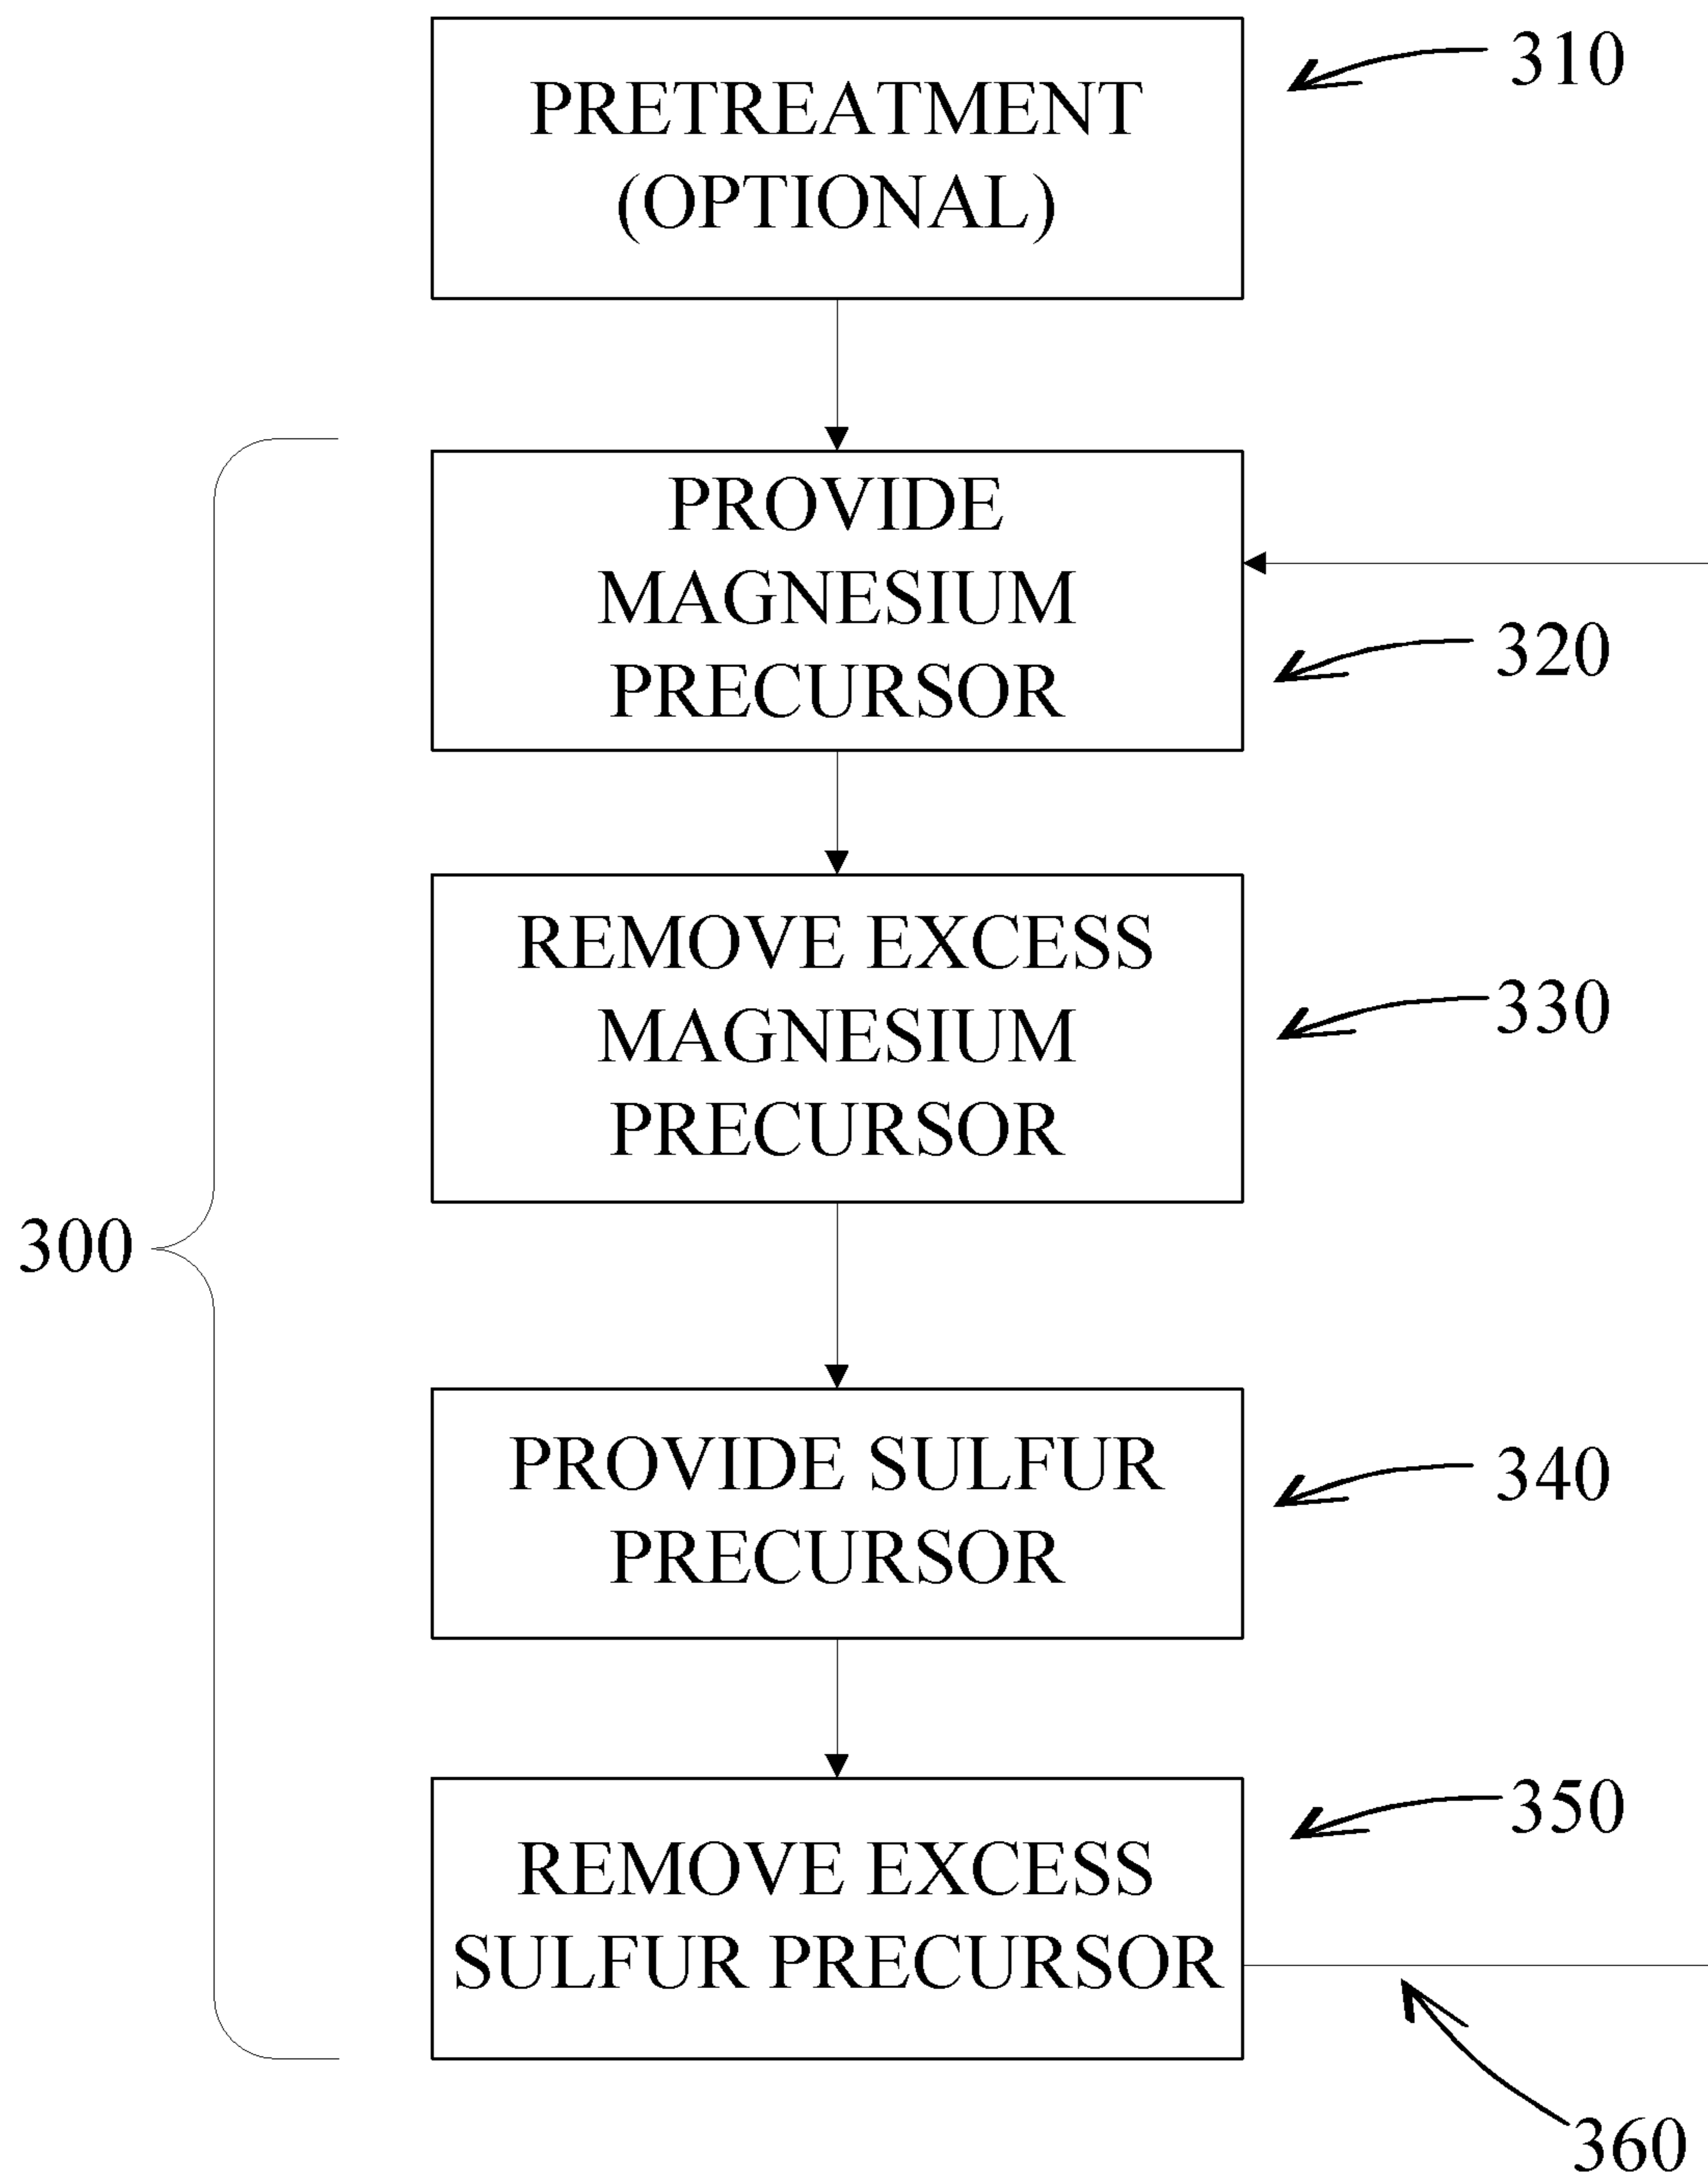 PRETREATMENT
(OPTIONAL)
310
PROVIDE
MAGNESIUM
PRECURSOR
320
REMOVE EXCESS
MAGNESIUM
PRECURSOR
330
300
PROVIDE SULFUR
PRECURSOR
340
REMOVE EXCESS
SULFUR PRECURSOR
350
360